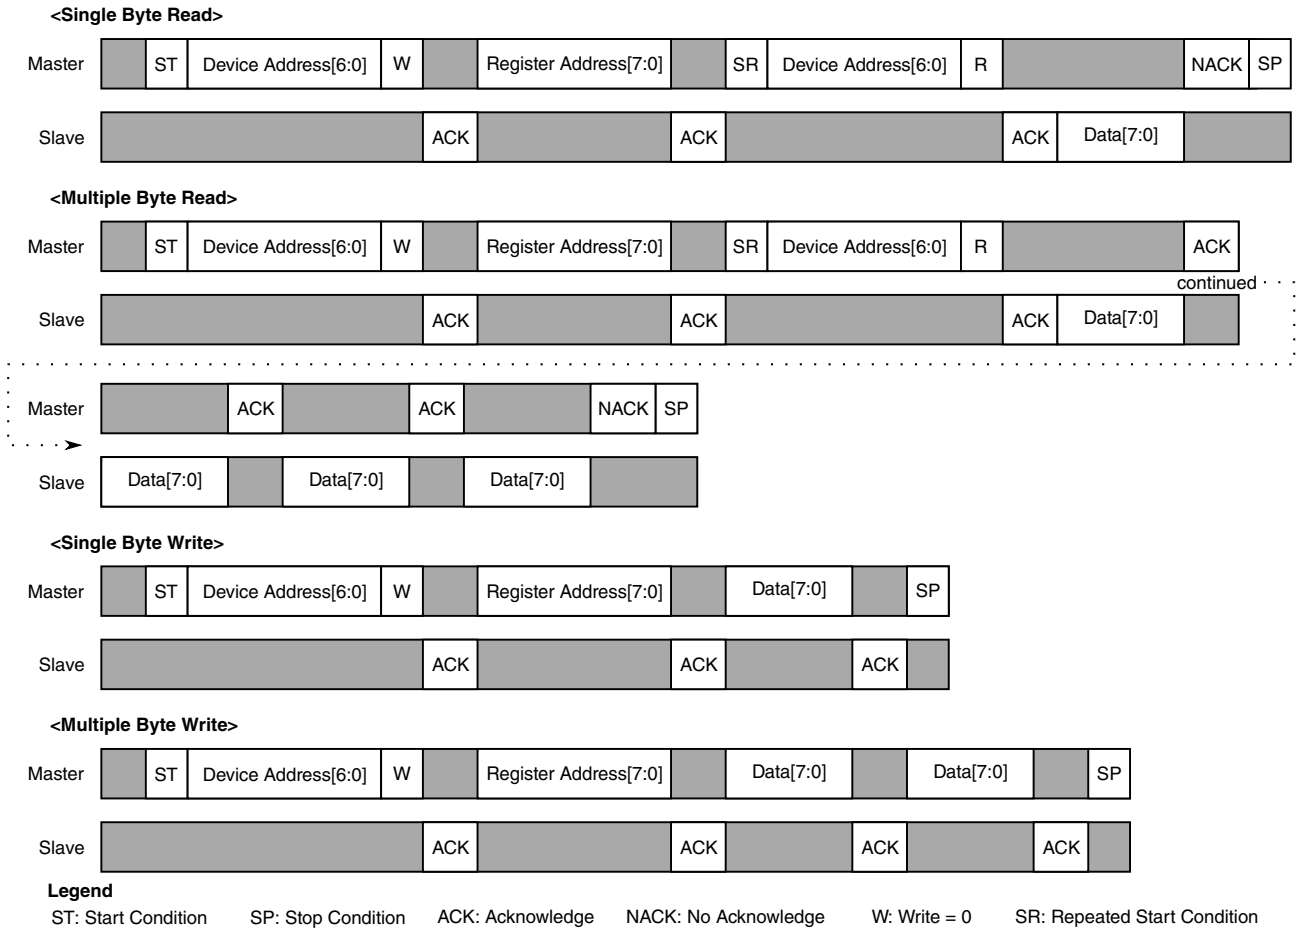 <Single Byte Read>
Master ST Device Address[6:0] W Register Address[7:0] SR Device Address[6:0] R NACK SP
Slave ACK ACK ACK Data[7:0]
<Multiple Byte Read>
Master ST Device Address[6:0] W Register Address[7:0] SR Device Address[6:0] R ACK
continued
Slave ACK ACK ACK Data[7:0]
Master ACK ACK NACK SP
Slave Data[7:0] Data[7:0] Data[7:0]
<Single Byte Write>
Master ST Device Address[6:0] W Register Address[7:0] Data[7:0] SP
Slave ACK ACK ACK
<Multiple Byte Write>
Master ST Device Address[6:0] W Register Address[7:0] Data[7:0] Data[7:0] SP
Slave ACK ACK ACK ACK
Legend
ST: Start Condition SP: Stop Condition ACK: Acknowledge NACK: No Acknowledge W: Write = 0 SR: Repeated Start Condition